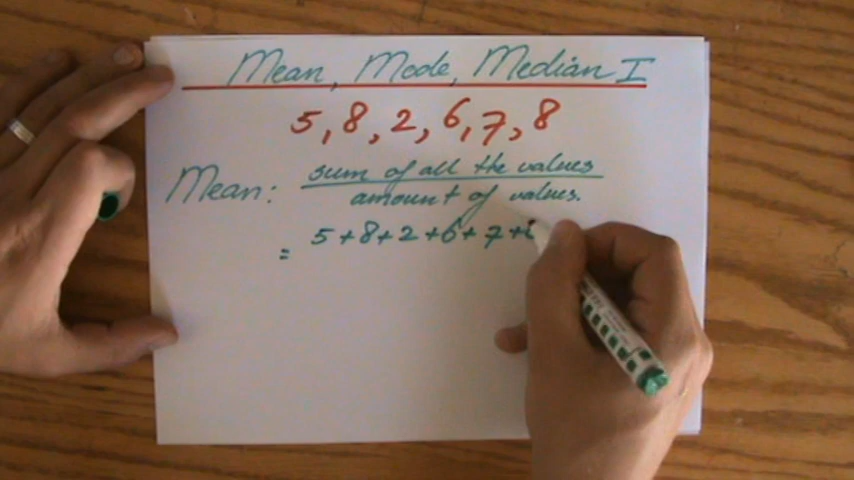 Mean, Mode, Median I
5, 8, 2, 6, 7, 8
Mean: sum of all the values
amount of values.
= 5+8+2+6+7+